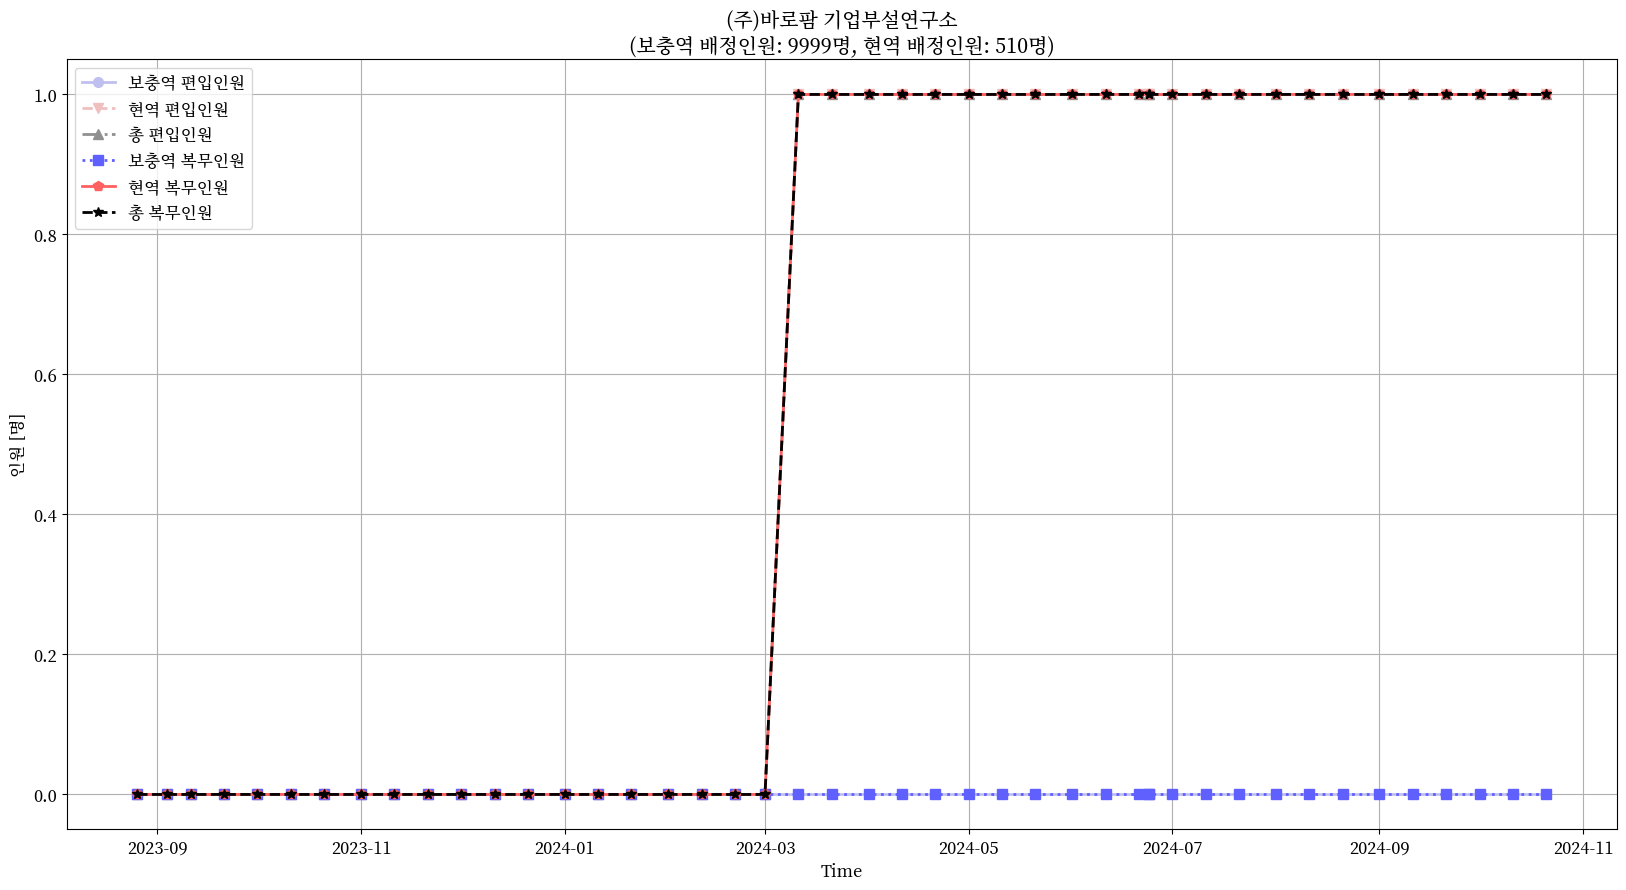 (주)바로팜 기업부설연구소
(보충역 배정인원: 9999명, 현역 배정인원: 510명)
보충역 편입인원
현역 편입인원
총 편입인원
보충역 복무인원
현역 복무인원
총 복무인원
인원 [명]
1.0
0.8
0.6
0.4
0.2
0.0
2023-09 2023-11 2024-01 2024-03 2024-05 2024-07 2024-09 2024-11
Time